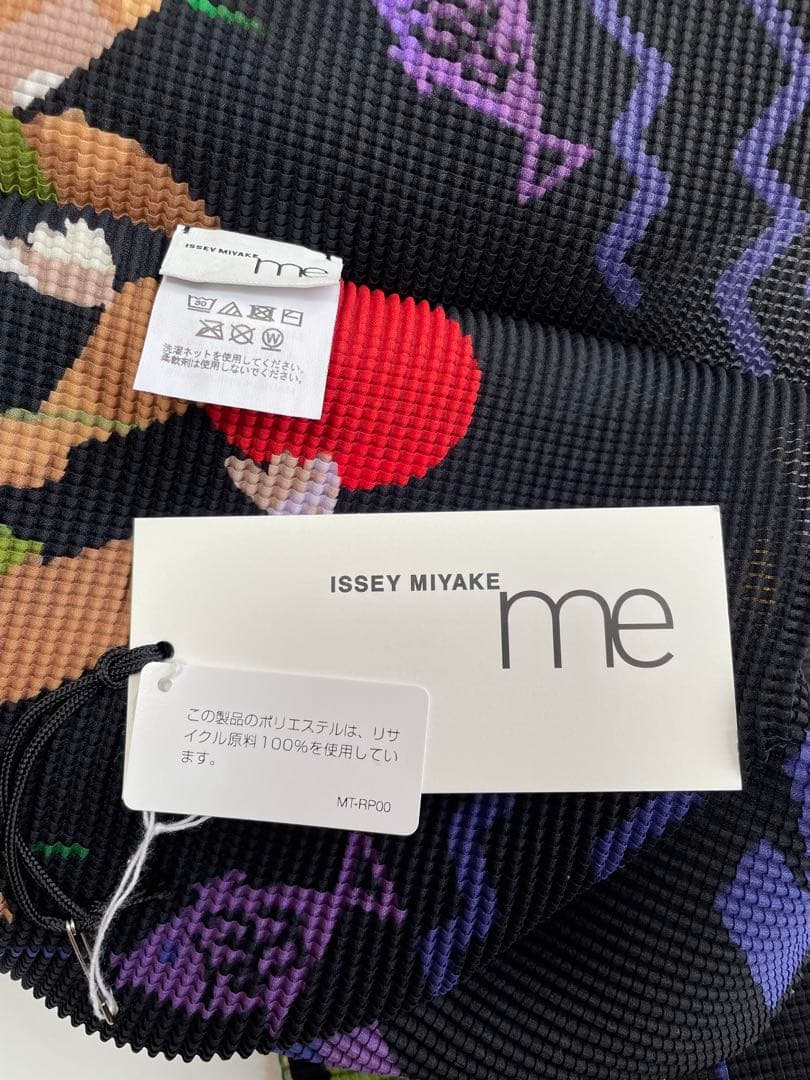 ISSEY MIYAKE
me
30
W
洗濯ネットを使用してください。
柔軟剤は使用しないでください。
ISSEY MIYAKE
me
この製品のポリエステルは、リサ
イクル原料100%を使用してい
ます。
MT-RP00